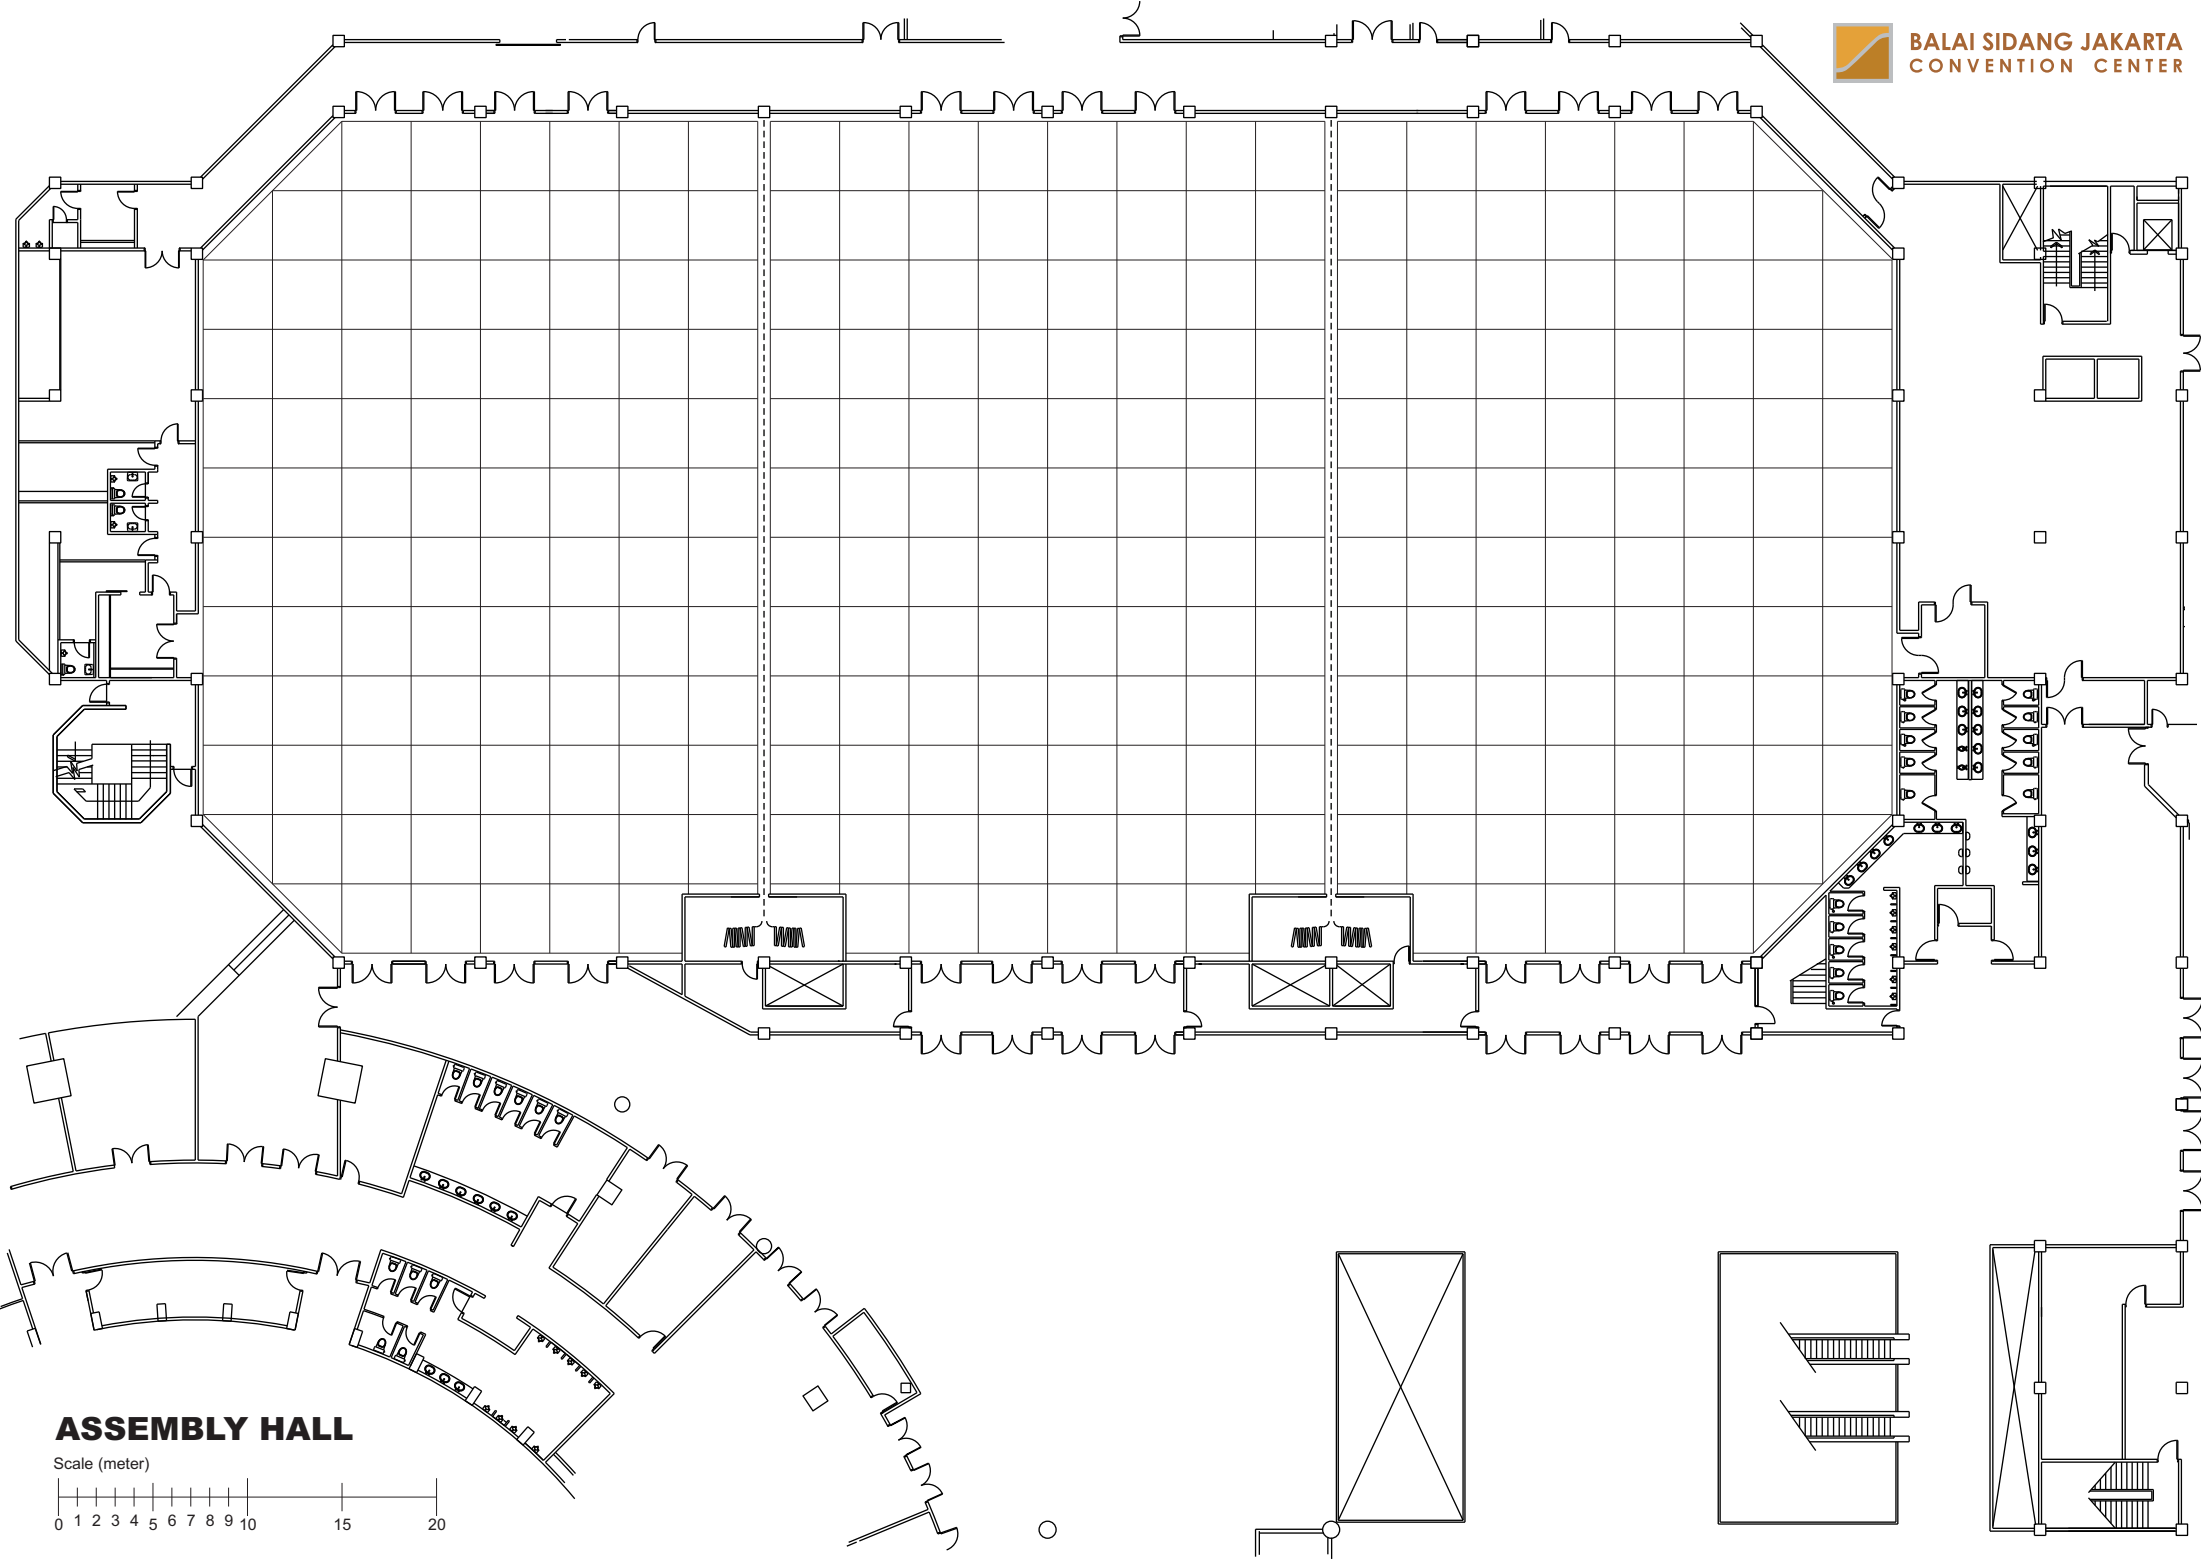 BALAI SIDANG JAKARTA
CONVENTION CENTER
ASSEMBLY HALL
Scale (meter)
0 1 2 3 4 5 6 7 8 9 10 15 20